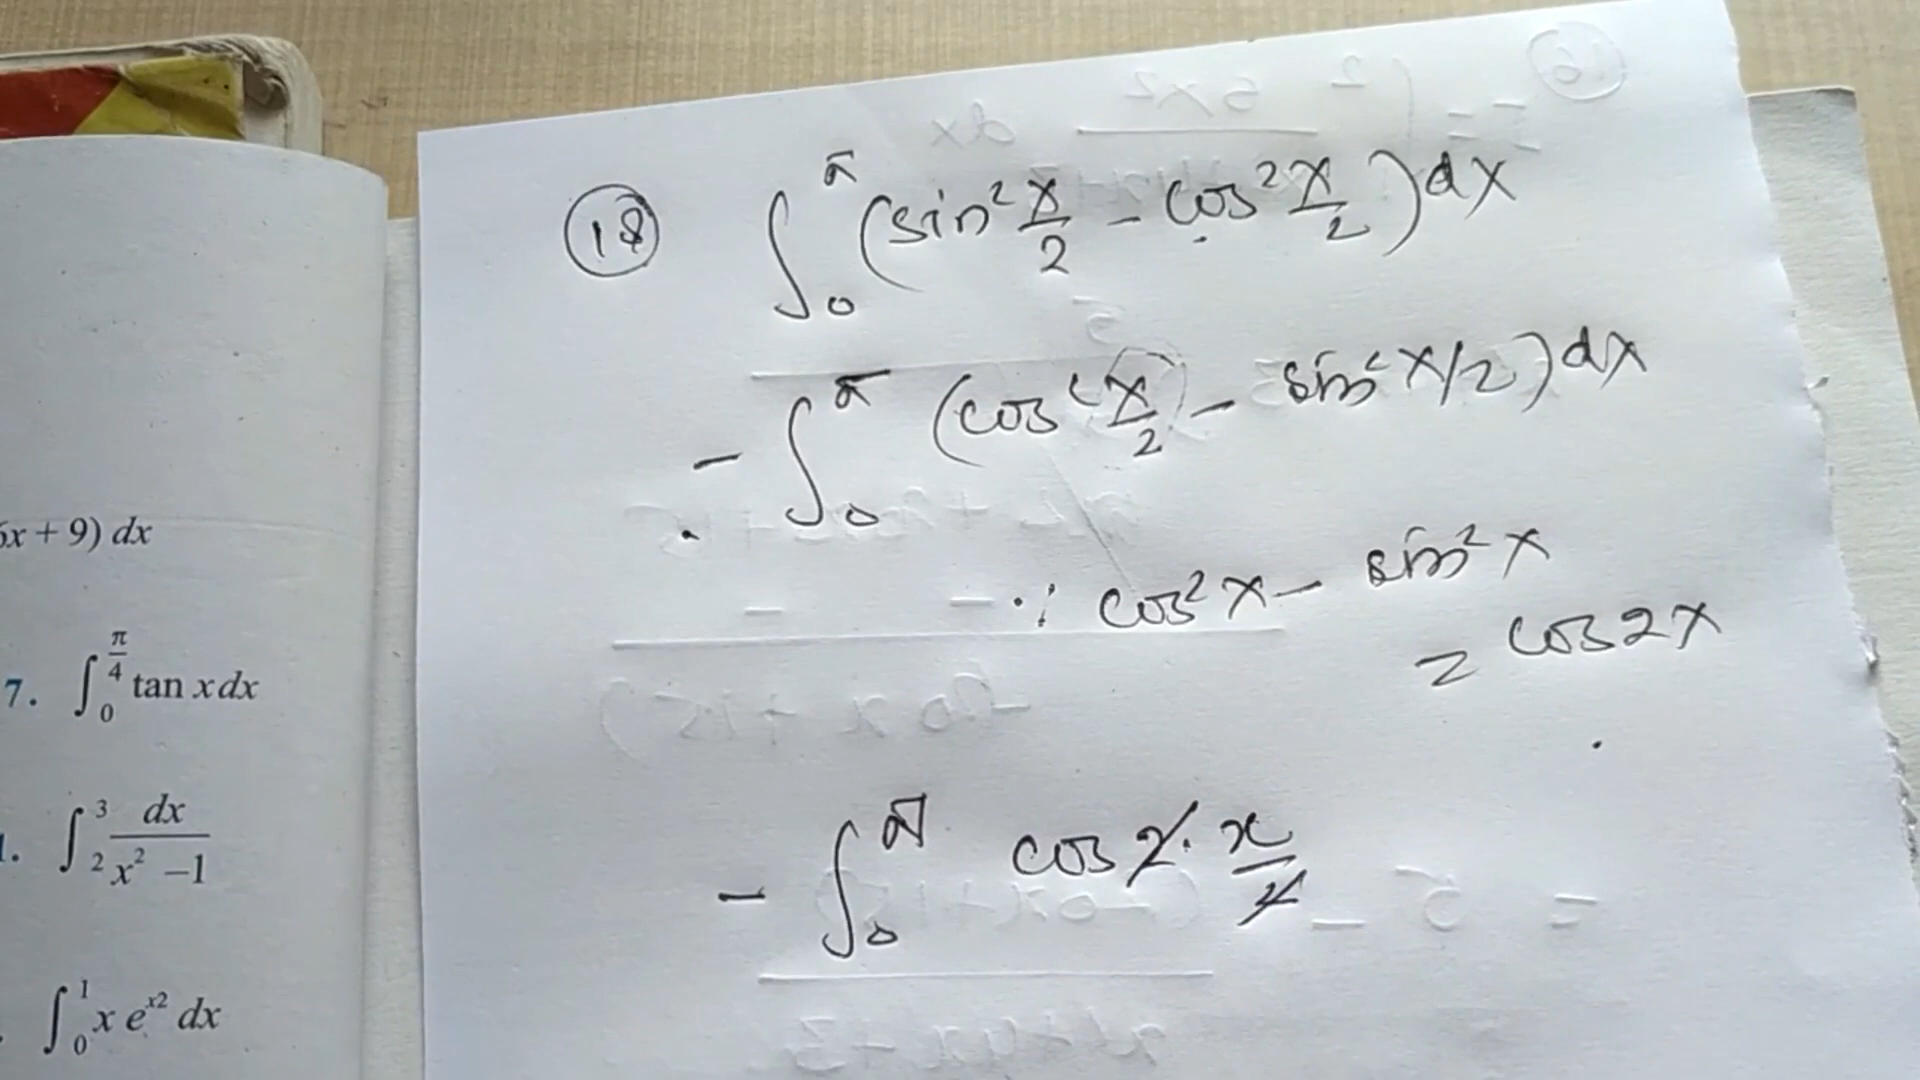 18 ∫₀^π (sin² x/2 - cos² x/2) dx
- ∫₀^π (cos² x/2 - sin² x/2) dx
∵ cos² x - sin² x
= cos 2x
- ∫₀^π cos 2 · x/2
6x + 9) dx
7. ∫₀^(π/4) tan x dx
∫₂³ dx/(x² - 1)
∫₀¹ x e^(x2) dx